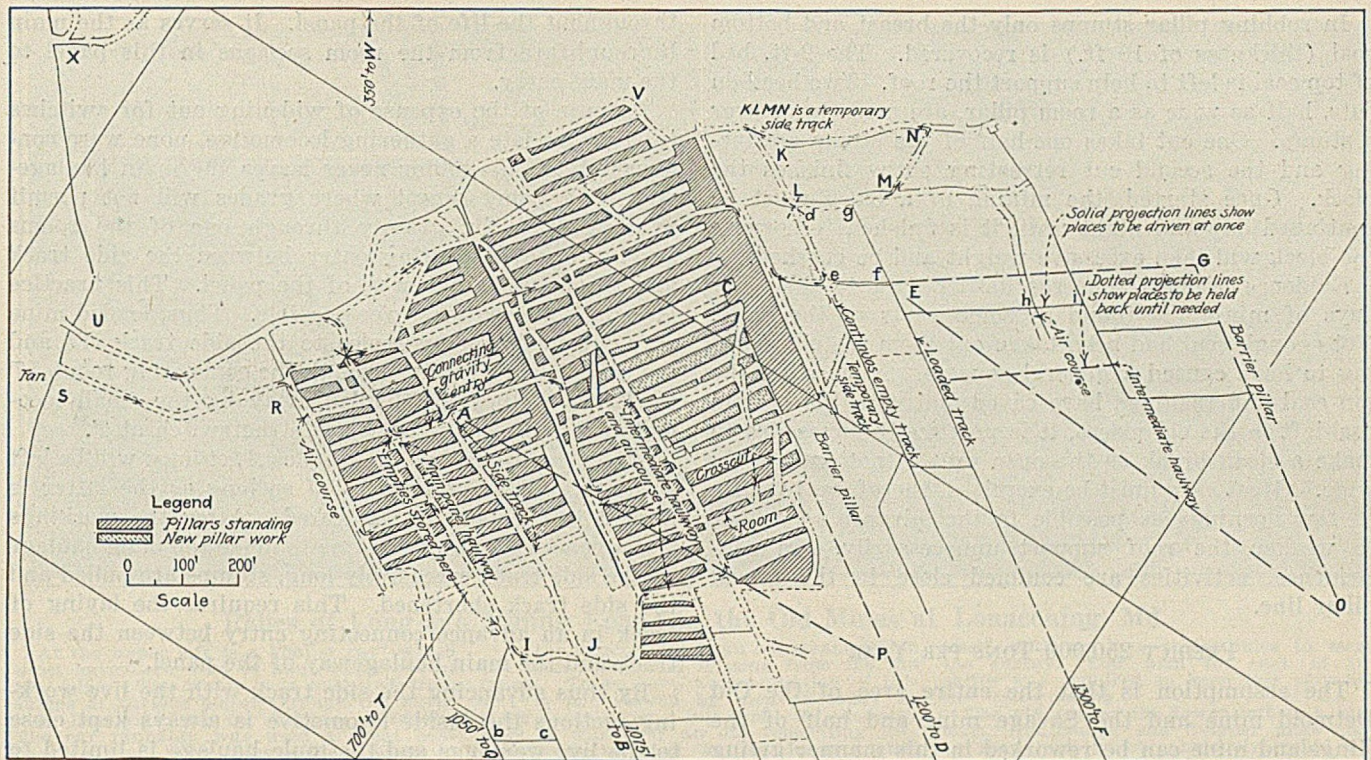 X
3350' to W
V
KLMN is a temporary
side track
K
N
L
M
d
g
Solid projection lines show
places to be driven at once
e
f
G
E
C
h
Y
i
Dotted projection lines
show places to be held
back until needed
U
Fan
S
R
Connecting
gravity
entry
A
Continuos empty track
Temporary
side track
Loaded track
Air course
Intermediate haulway
Barrier pillar
Air course
Empties stored here
Main panel haulway
Side track
Intermediate haulway
and air course
Crosscut
Room
Barrier pillar
Legend
Pillars standing
New pillar work
0 100' 200'
Scale
I
J
O
P
b
c
700' to T
1050' to Q
1075' to B
1200' to D
1300' to F